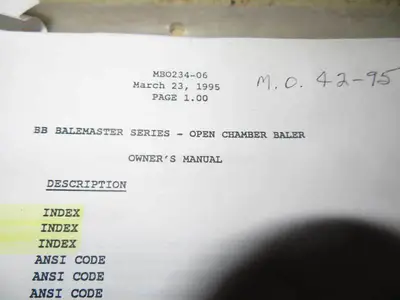 MBO234-06
March 23, 1995
PAGE 1.00
M.O. 42-95
BB BALEMASTER SERIES - OPEN CHAMBER BALER
OWNER'S MANUAL
DESCRIPTION
INDEX
INDEX
INDEX
ANSI CODE
ANSI CODE
ANSI CODE